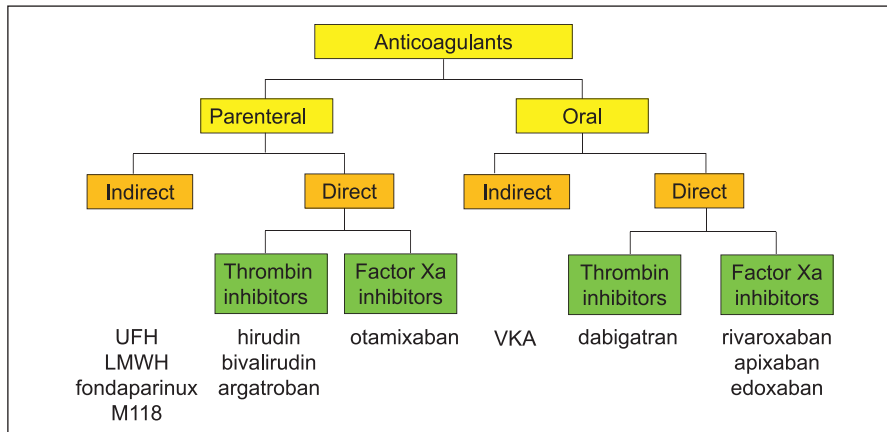 Anticoagulants
Parenteral
Oral
Indirect
Direct
Indirect
Direct
Thrombin
inhibitors
Factor Xa
inhibitors
Thrombin
inhibitors
Factor Xa
inhibitors
UFH
LMWH
fondaparinux
M118
hirudin
bivalirudin
argatroban
otamixaban
VKA
dabigatran
rivaroxaban
apixaban
edoxaban